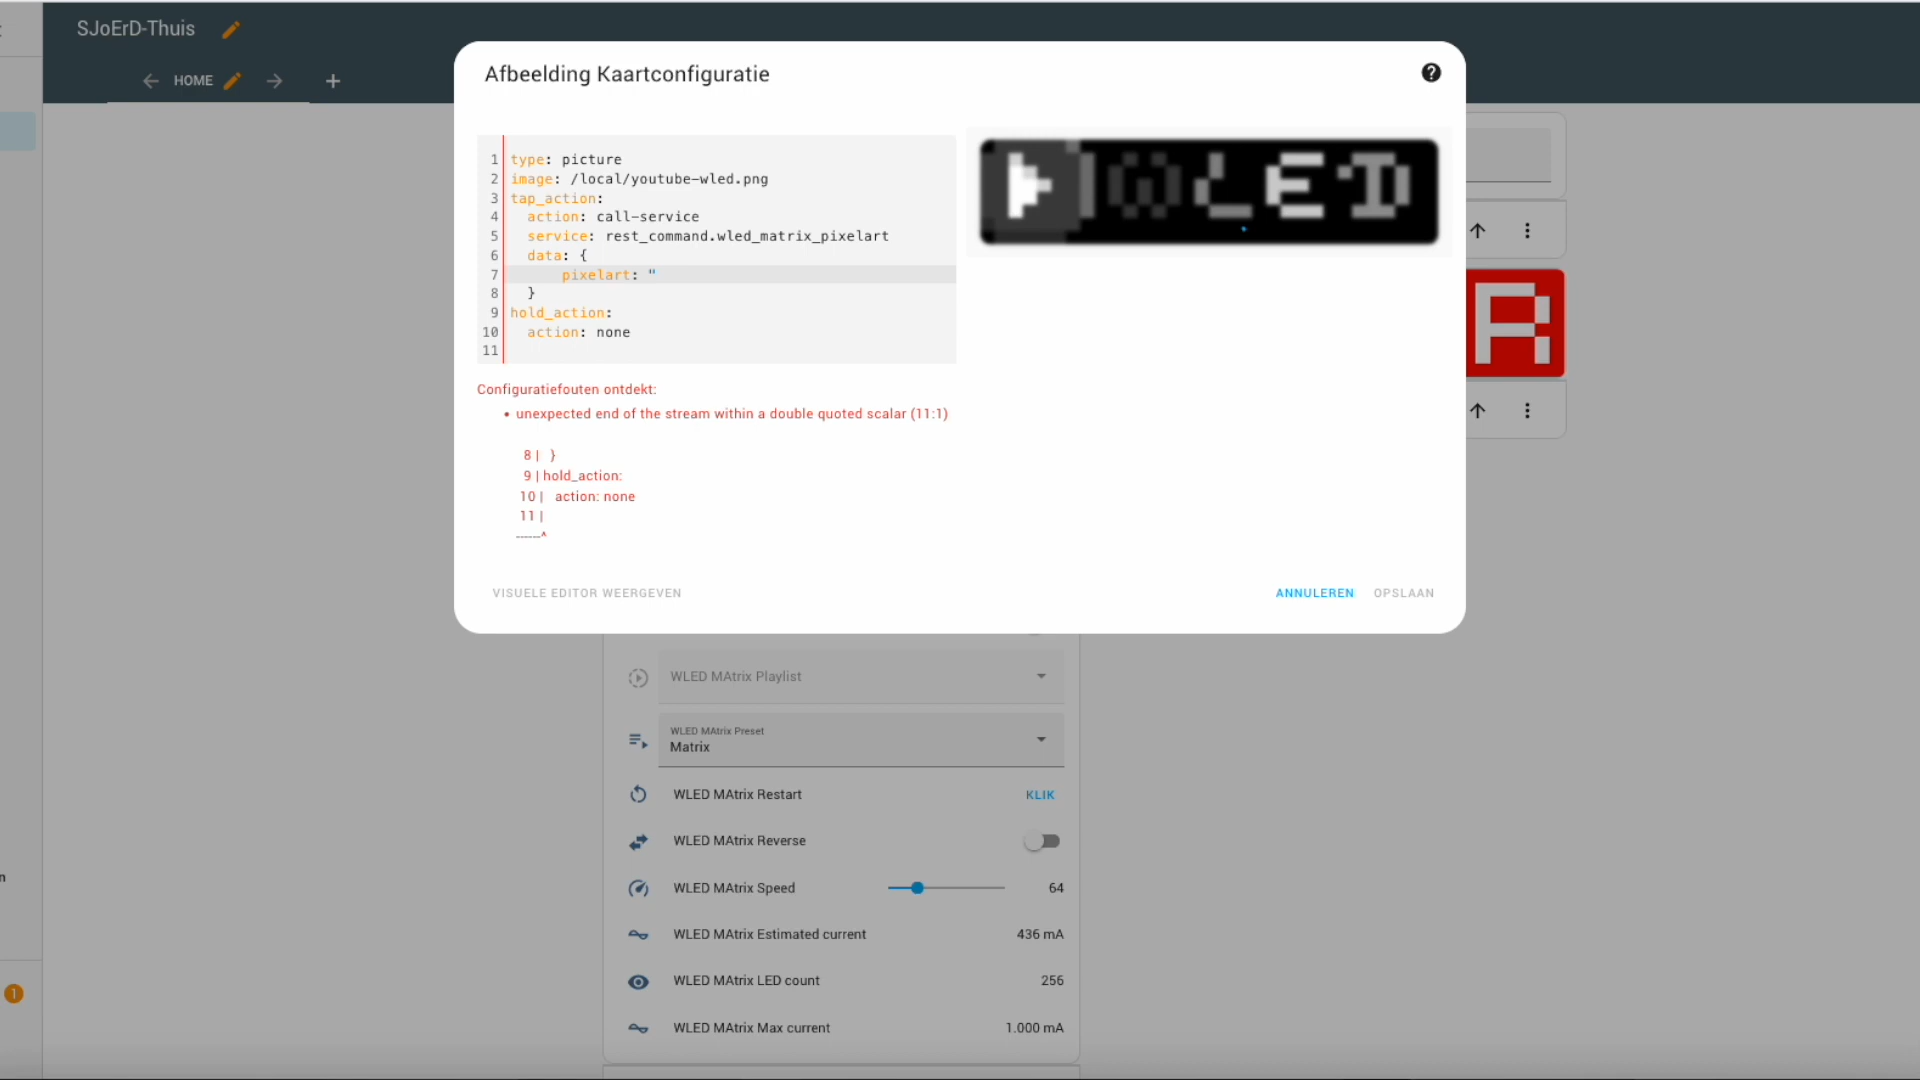 SJoErD-Thuis
HOME
Afbeelding Kaartconfiguratie
1 type: picture
2 image: /local/youtube-wled.png
3 tap_action:
4 action: call-service
5 service: rest_command.wled_matrix_pixelart
6 data: {
7 pixelart: "
8 }
9 hold_action:
10 action: none
11
WLED
R
Configuratiefouten ontdekt:
• unexpected end of the stream within a double quoted scalar (11:1)
8 | }
9 | hold_action:
10 | action: none
11 |
------^
VISUELE EDITOR WEERGEVEN
ANNULEREN OPSLAAN
WLED MAtrix Playlist
WLED MAtrix Preset
Matrix
WLED MAtrix Restart KLIK
WLED MAtrix Reverse
WLED MAtrix Speed 64
WLED MAtrix Estimated current 436 mA
WLED MAtrix LED count 256
WLED MAtrix Max current 1.000 mA
n
1